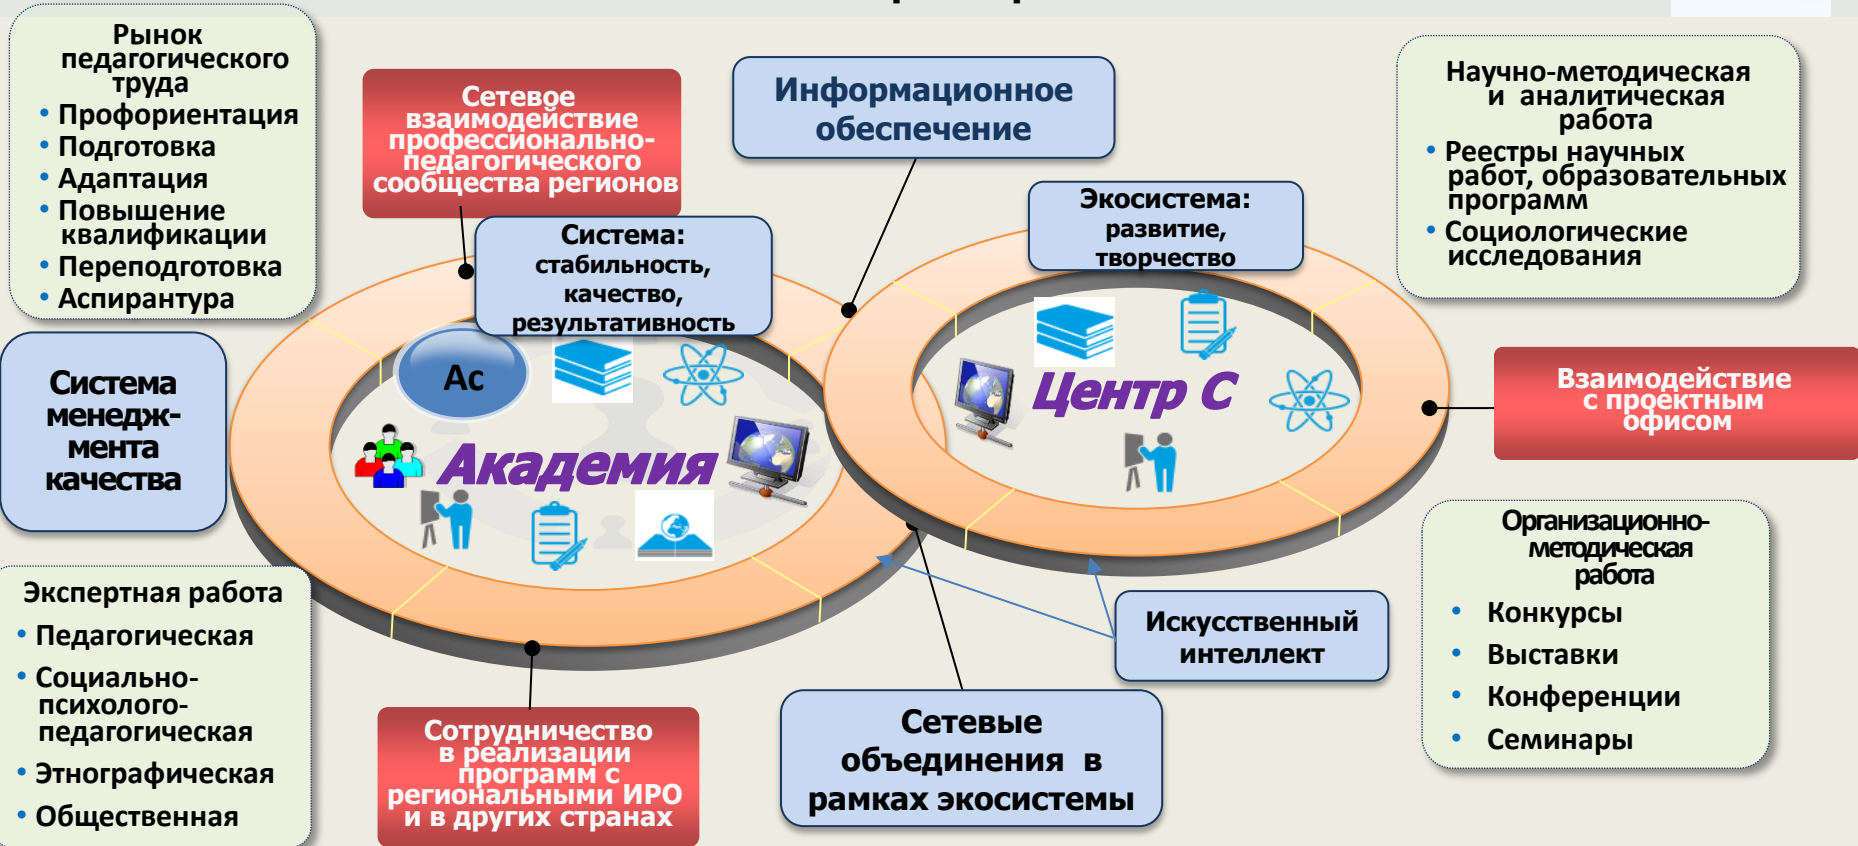 Рынок
педагогического
труда
• Профориентация
• Подготовка
• Адаптация
• Повышение
квалификации
• Переподготовка
• Аспирантура
Сетевое
взаимодействие
профессионально-
педагогического
сообщества регионов
Информационное
обеспечение
Научно-методическая
и аналитическая
работа
• Реестры научных
работ, образовательных
программ
• Социологические
исследования
Система:
стабильность,
качество,
результативность
Экосистема:
развитие,
творчество
Система
менедж-
мента
качества
Ас
Академия
Центр С
Взаимодействие
с проектным
офисом
Экспертная работа
• Педагогическая
• Социально-
психолого-
педагогическая
• Этнографическая
• Общественная
Сотрудничество
в реализации
программ с
региональными ИРО
и в других странах
Сетевые
объединения в
рамках экосистемы
Искусственный
интеллект
Организационно-
методическая
работа
• Конкурсы
• Выставки
• Конференции
• Семинары